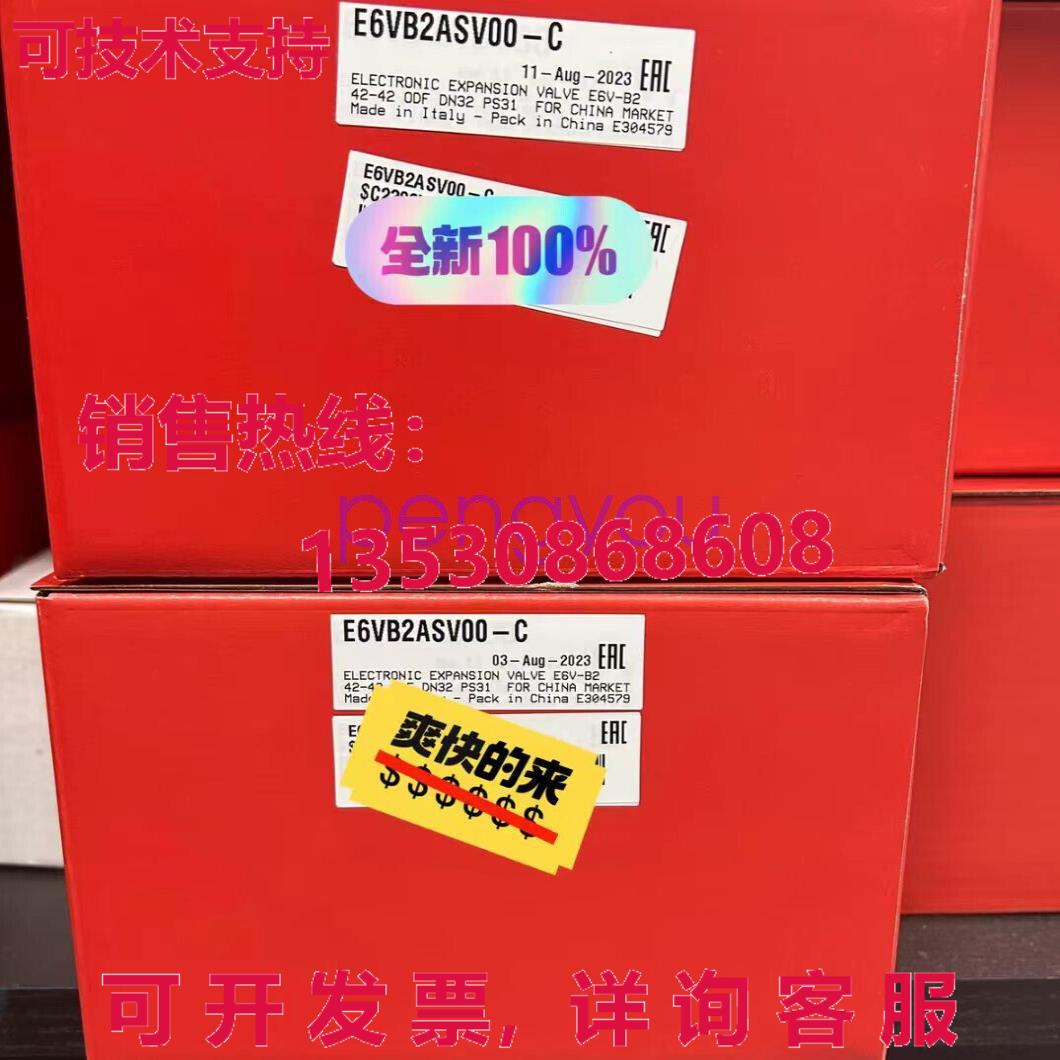 可技术支持
E6VB2ASV00-C
11-Aug-2023 EAC
ELECTRONIC EXPANSION VALVE E6V-B2
42-42 ODF DN32 PS31 FOR CHINA MARKET
Made in Italy - Pack in China E304579
E6VB2ASV00-C
EAC
全新100%
销售热线：
pengyou
13530868608
E6VB2ASV00-C
03-Aug-2023 EAC
ELECTRONIC EXPANSION VALVE E6V-B2
DN32 PS31 FOR CHINA MARKET
- Pack in China E304579
EAC
爽快的来
$$$$$$
可开发票, 详询客服